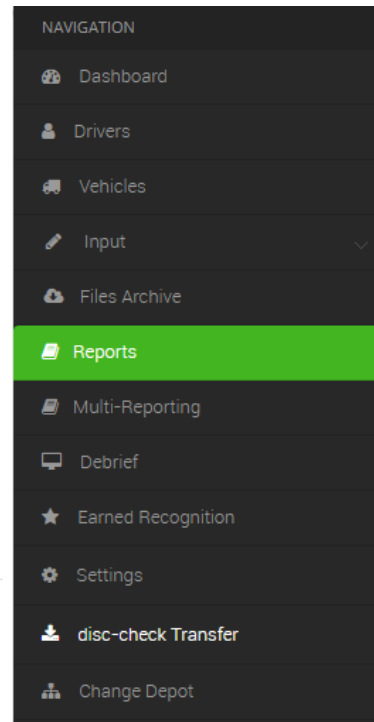 NAVIGATION
Dashboard
Drivers
Vehicles
Input
Files Archive
Reports
Multi-Reporting
Debrief
Earned Recognition
Settings
disc-check Transfer
Change Depot